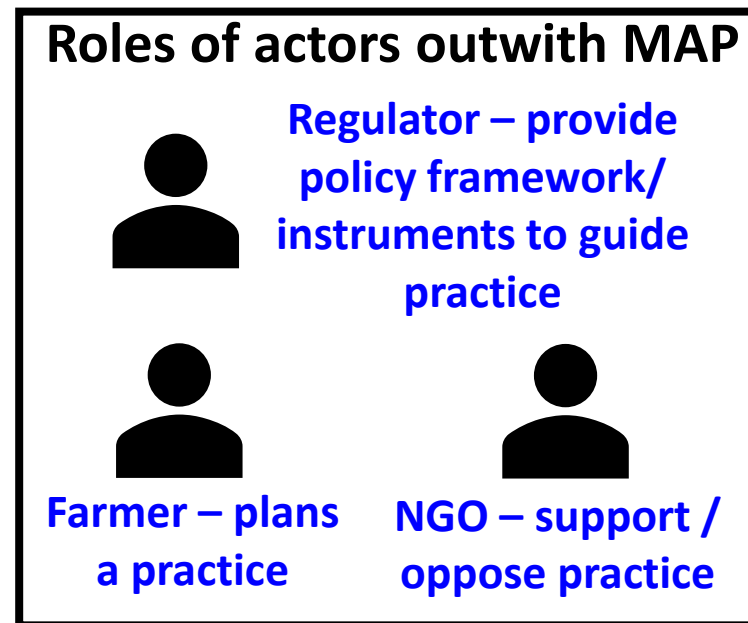 Roles of actors outwith MAP
Regulator – provide
policy framework/
instruments to guide
practice
Farmer – plans
a practice
NGO – support /
oppose practice